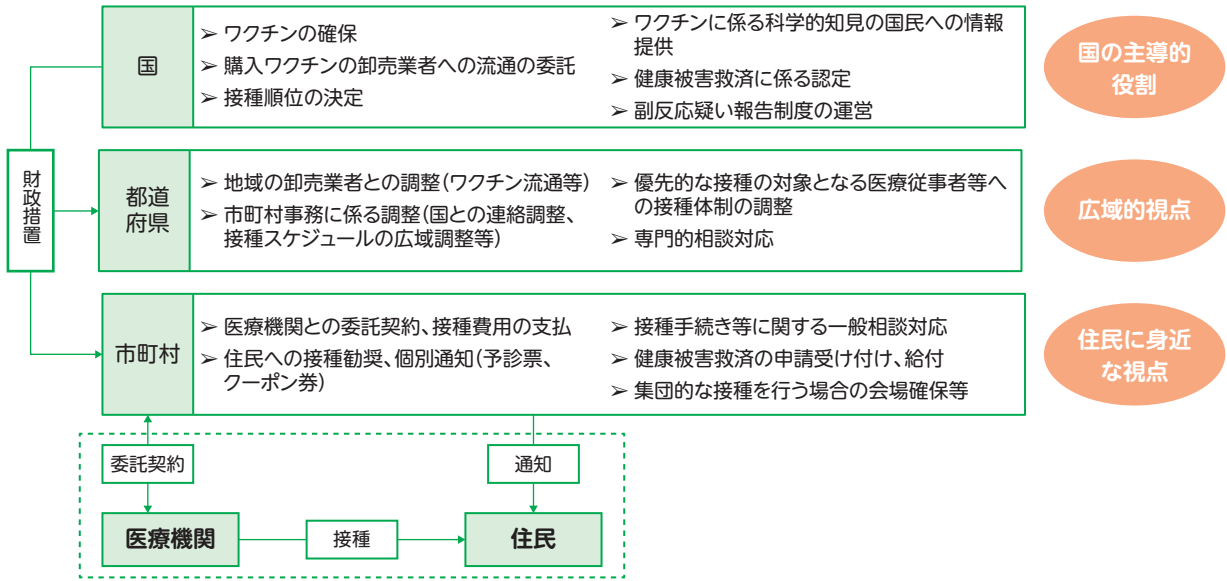 国
➢ ワクチンの確保
➢ 購入ワクチンの卸売業者への流通の委託
➢ 接種順位の決定
➢ ワクチンに係る科学的知見の国民への情報
提供
➢ 健康被害救済に係る認定
➢ 副反応疑い報告制度の運営
国の主導的
役割
財政措置
都道
府県
➢ 地域の卸売業者との調整(ワクチン流通等)
➢ 市町村事務に係る調整(国との連絡調整、
接種スケジュールの広域調整等)
➢ 優先的な接種の対象となる医療従事者等へ
の接種体制の調整
➢ 専門的相談対応
広域的視点
市町村
➢ 医療機関との委託契約、接種費用の支払
➢ 住民への接種勧奨、個別通知(予診票、
クーポン券)
➢ 接種手続き等に関する一般相談対応
➢ 健康被害救済の申請受け付け、給付
➢ 集団的な接種を行う場合の会場確保等
住民に身近
な視点
委託契約
通知
医療機関
接種
住民